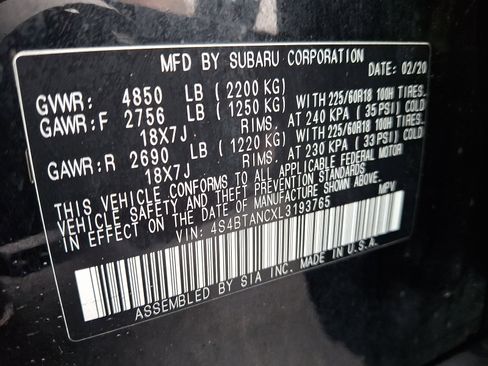 MFD BY SUBARU CORPORATION
DATE: 02/20
GVWR: 4850 LB (2200 KG)
GAWR:F 2756 LB (1250 KG) WITH 225/60R18 100H TIRES.
18X7J RIMS. AT 240 KPA (35 PSI) COLD
GAWR:R 2690 LB (1220 KG) WITH 225/60R18 100H TIRES.
18X7J RIMS. AT 230 KPA (33 PSI) COLD
THIS VEHICLE CONFORMS TO ALL APPLICABLE FEDERAL MOTOR
VEHICLE SAFETY AND THEFT PREVENTION STANDARDS
IN EFFECT ON THE DATE OF MANUFACTURE SHOWN ABOVE.
VIN: 4S4BTANCXL3193765 MPV
ASSEMBLED BY SIA INC. MADE IN U.S.A.